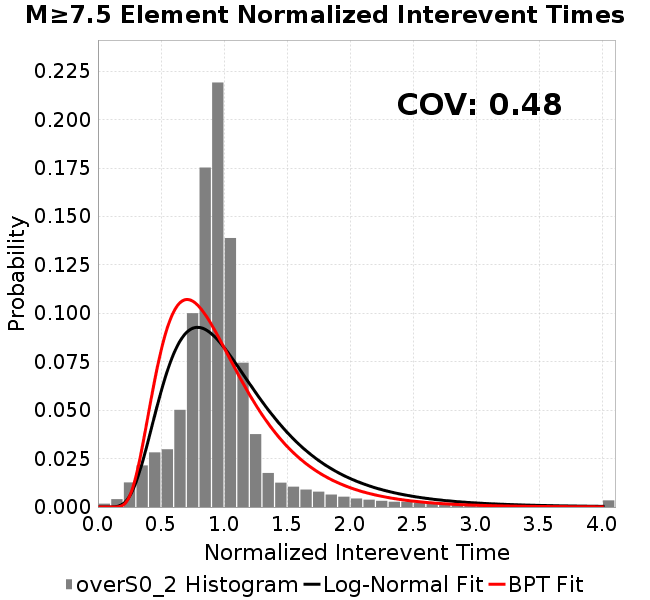 M≥7.5 Element Normalized Interevent Times
COV: 0.48
Probability
0.225
0.200
0.175
0.150
0.125
0.100
0.075
0.050
0.025
0.000
0.0 0.5 1.0 1.5 2.0 2.5 3.0 3.5 4.0
Normalized Interevent Time
overS0_2 Histogram Log-Normal Fit BPT Fit